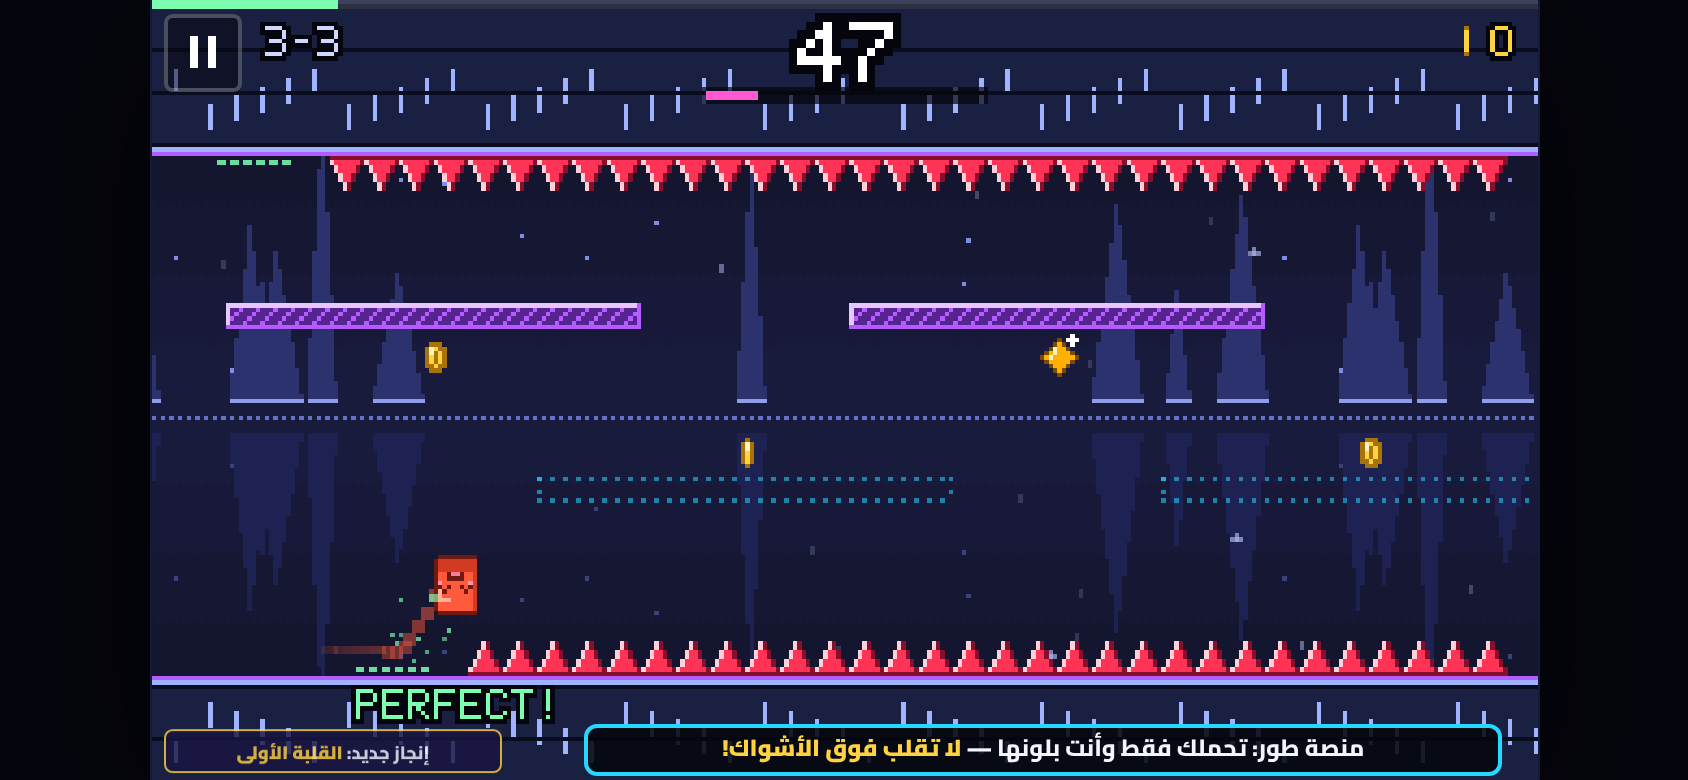 3-3
47
10
PERFECT!
منصة طور: تحملك فقط وأنت بلونها — لا تقلب فوق الأشواك!
إنجاز جديد: القلبة الأولى